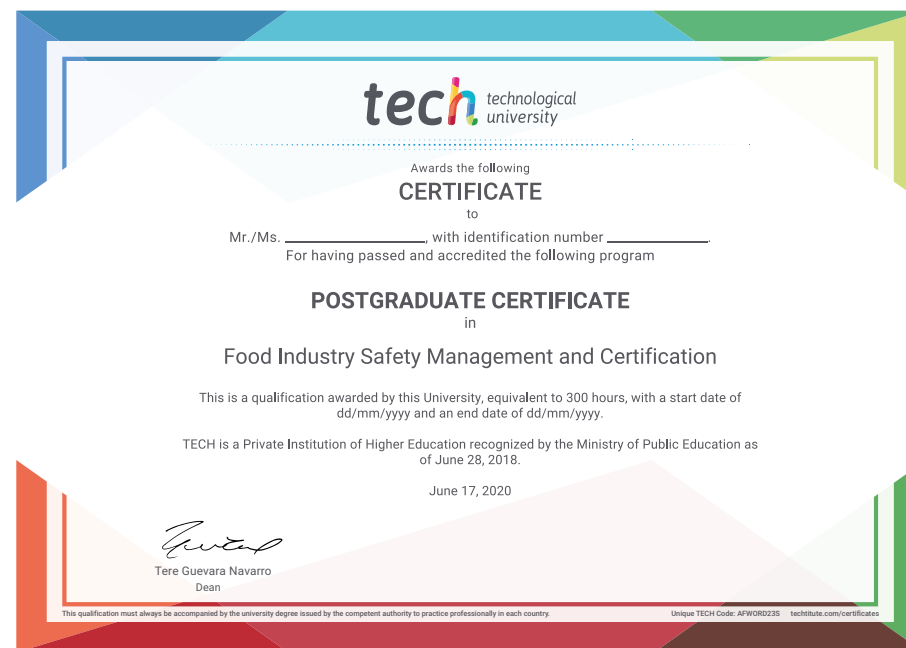 tech technological
university
Awards the following
CERTIFICATE
to
Mr./Ms. ____________________, with identification number ______________.
For having passed and accredited the following program
POSTGRADUATE CERTIFICATE
in
Food Industry Safety Management and Certification
This is a qualification awarded by this University, equivalent to 300 hours, with a start date of
dd/mm/yyyy and an end date of dd/mm/yyyy.
TECH is a Private Institution of Higher Education recognized by the Ministry of Public Education as
of June 28, 2018.
June 17, 2020
Tere Guevara Navarro
Dean
This qualification must always be accompanied by the university degree issued by the competent authority to practice professionally in each country. Unique TECH Code: AFWORD23S techtitute.com/certificates